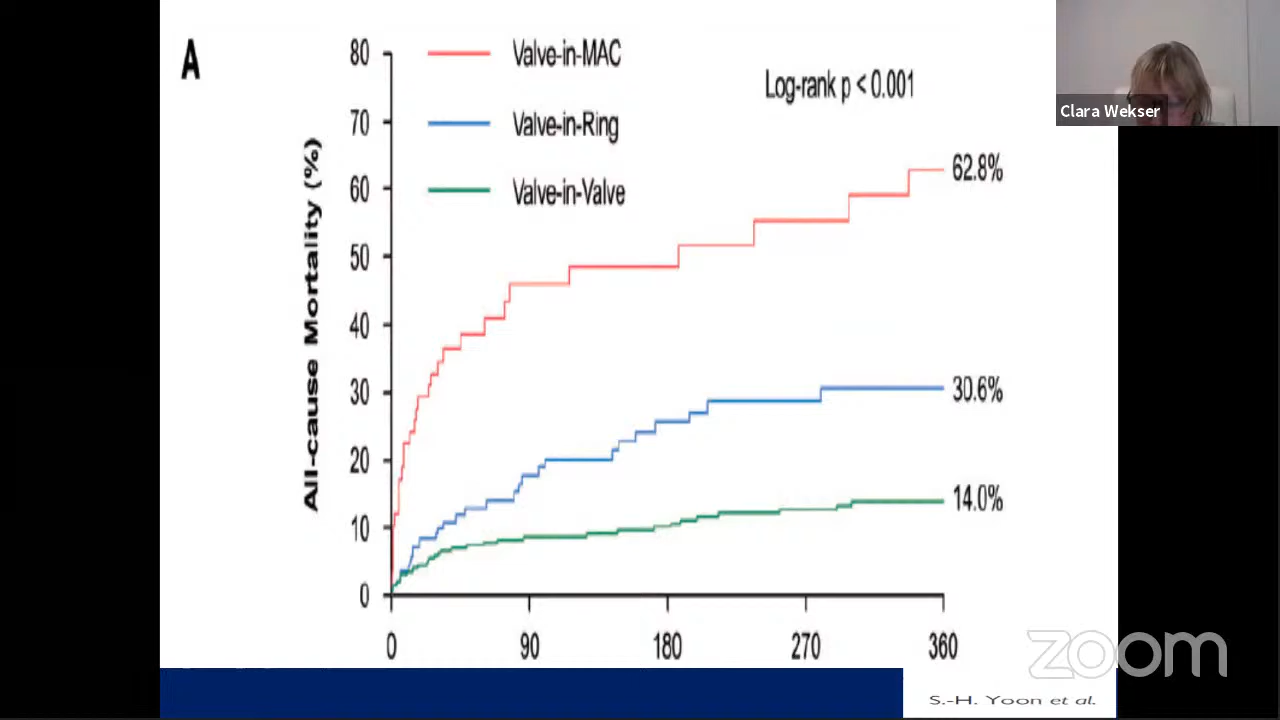 A
80
70
60
50
40
30
20
10
0
All-cause Mortality (%)
Valve-in-MAC
Valve-in-Ring
Valve-in-Valve
Log-rank p < 0.001
62.8%
30.6%
14.0%
0 90 180 270 360
Clara Wekser
zoom
S.-H. Yoon et al.